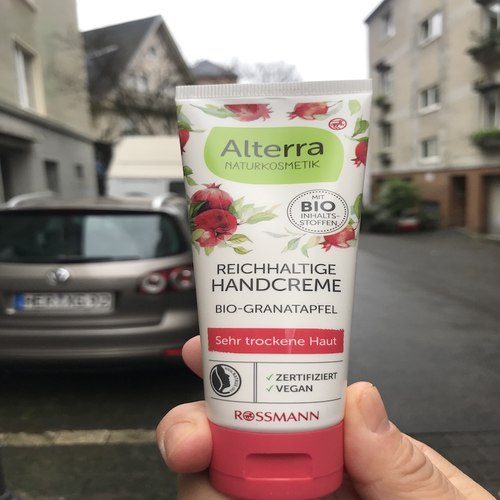 Alterra
NATURKOSMETIK
MIT
BIO
INHALTS-
STOFFEN
REICHHALTIGE
HANDCREME
BIO-GRANATAPFEL
Sehr trockene Haut
✓ ZERTIFIZIERT
✓ VEGAN
ROSSMANN